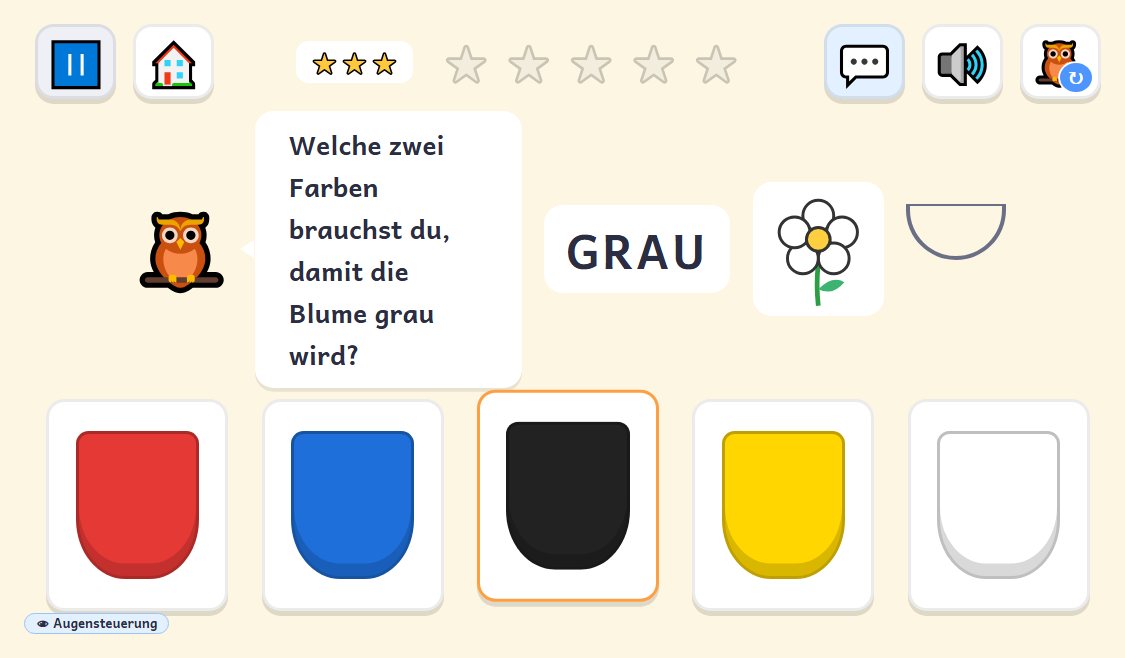 Welche zwei
Farben
brauchst du,
damit die
Blume grau
wird?
GRAU
Augensteuerung